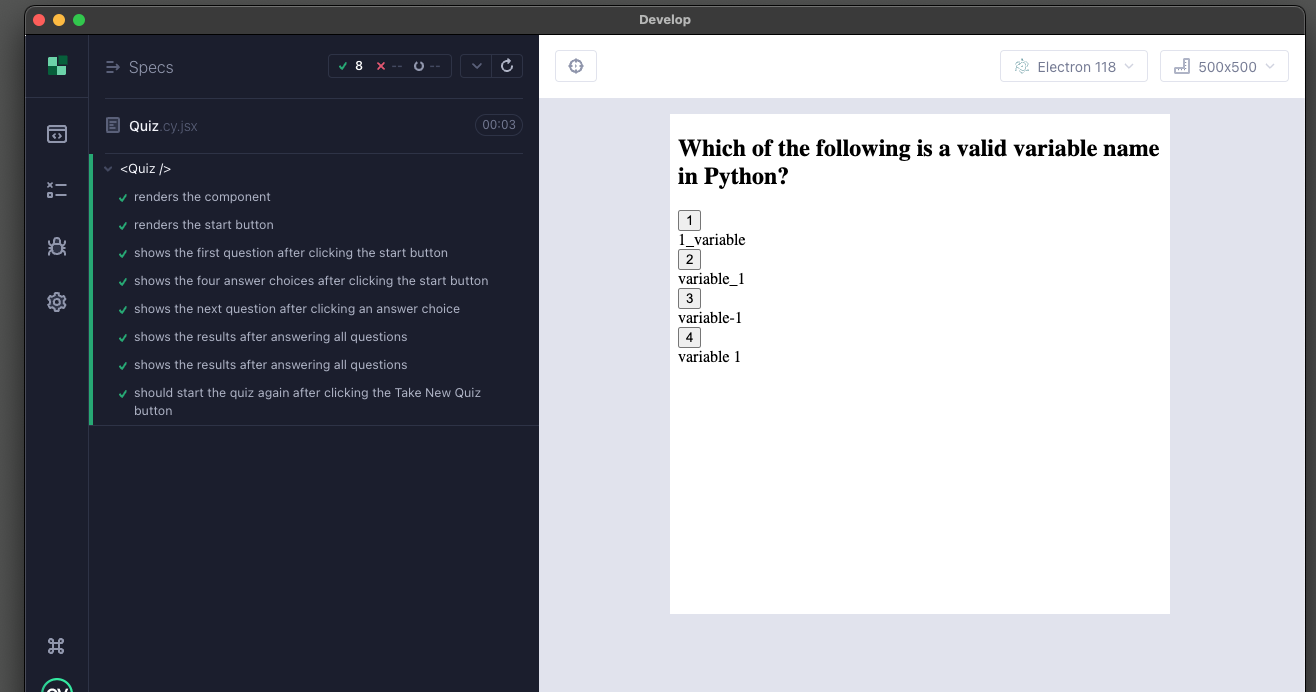 Develop
Specs
8 -- --
Quiz.cy.jsx
00:03
<Quiz />
renders the component
renders the start button
shows the first question after clicking the start button
shows the four answer choices after clicking the start button
shows the next question after clicking an answer choice
shows the results after answering all questions
shows the results after answering all questions
should start the quiz again after clicking the Take New Quiz
button
Electron 118
500x500
Which of the following is a valid variable name
in Python?
1
1_variable
2
variable_1
3
variable-1
4
variable 1